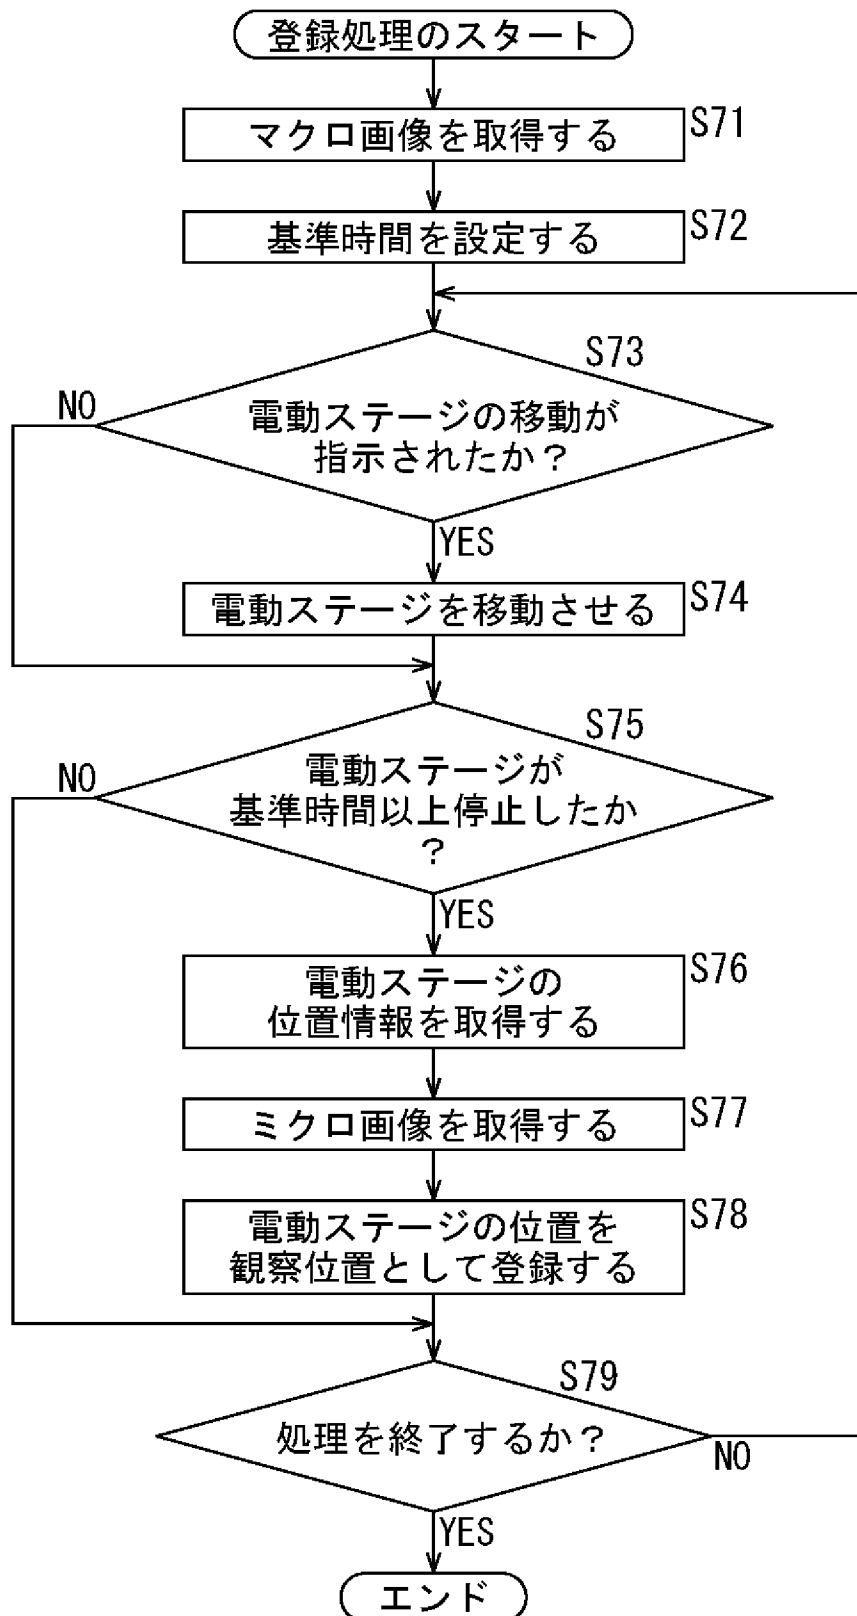 登録処理のスタート
マクロ画像を取得する
S71
基準時間を設定する
S72
S73
NO
電動ステージの移動が
指示されたか?
YES
電動ステージを移動させる
S74
S75
NO
電動ステージが
基準時間以上停止したか
?
YES
電動ステージの
位置情報を取得する
S76
ミクロ画像を取得する
S77
電動ステージの位置を
観察位置として登録する
S78
S79
処理を終了するか?
NO
YES
エンド